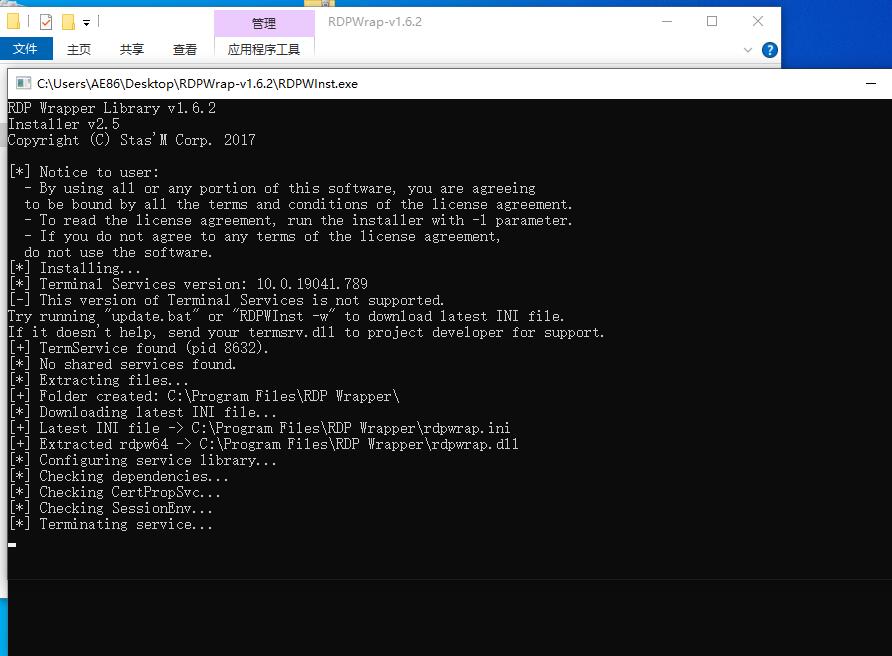 管理
RDPWrap-v1.6.2
文件
主页
共享
查看
应用程序工具
C:\Users\AE86\Desktop\RDPWrap-v1.6.2\RDPWInst.exe
RDP Wrapper Library v1.6.2
Installer v2.5
Copyright (C) Stas'M Corp. 2017
[*] Notice to user:
- By using all or any portion of this software, you are agreeing
to be bound by all the terms and conditions of the license agreement.
- To read the license agreement, run the installer with -l parameter.
- If you do not agree to any terms of the license agreement,
do not use the software.
[*] Installing...
[*] Terminal Services version: 10.0.19041.789
[-] This version of Terminal Services is not supported.
Try running "update.bat" or "RDPWInst -w" to download latest INI file.
If it doesn't help, send your termsrv.dll to project developer for support.
[+] TermService found (pid 8632).
[*] No shared services found.
[*] Extracting files...
[+] Folder created: C:\Program Files\RDP Wrapper\
[*] Downloading latest INI file...
[+] Latest INI file -> C:\Program Files\RDP Wrapper\rdpwrap.ini
[+] Extracted rdpw64 -> C:\Program Files\RDP Wrapper\rdpwrap.dll
[*] Configuring service library...
[*] Checking dependencies...
[*] Checking CertPropSvc...
[*] Checking SessionEnv...
[*] Terminating service...